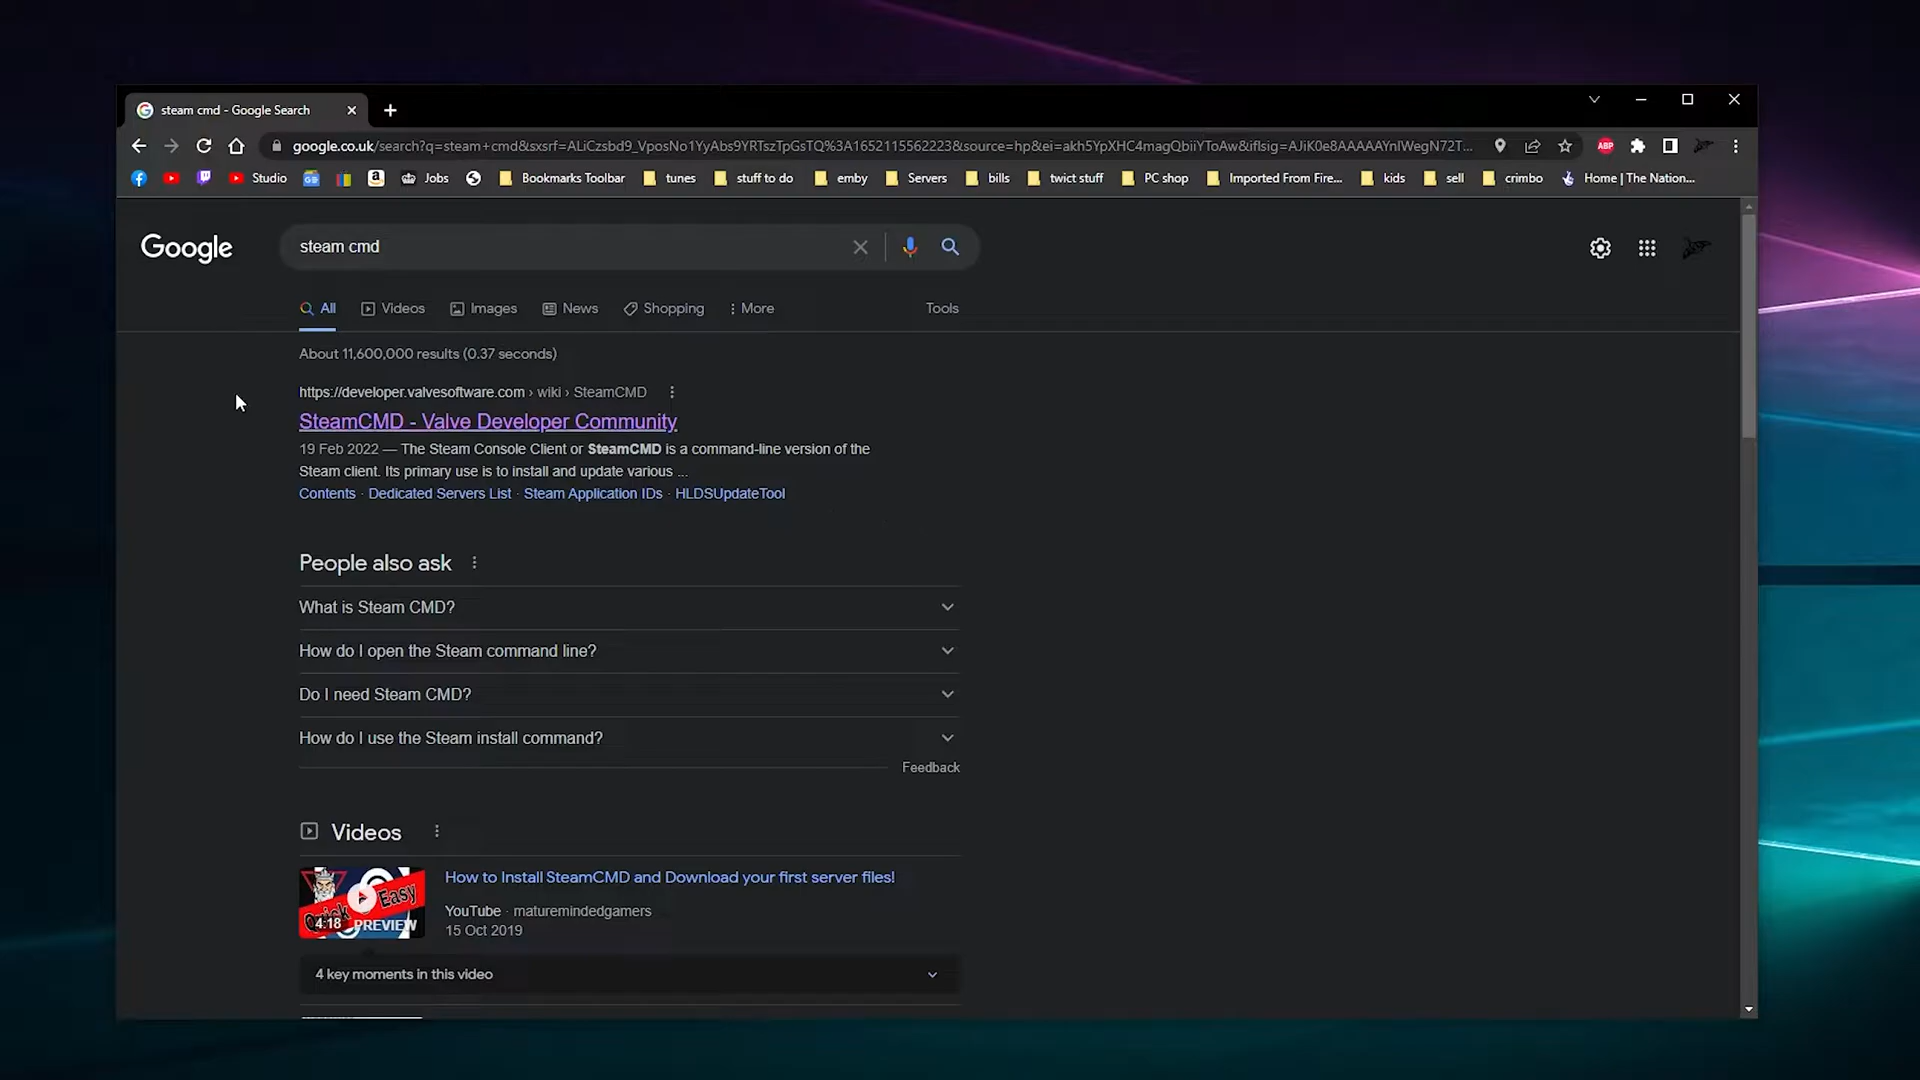 steam cmd - Google Search
google.co.uk/search?q=steam+cmd&sxsrf=ALiCzsbd9_VposNo1YyAbs9YRTszTpGsTQ%3A1652115562223&source=hp&ei=akh5YpXHC4magQbiiYToAw&iflsig=AJiK0e8AAAAAYnlWegN72T...
Studio
Jobs
Bookmarks Toolbar
tunes
stuff to do
emby
Servers
bills
twict stuff
PC shop
Imported From Fire...
kids
sell
crimbo
Home | The Nation...
ABP
Google
steam cmd
All
Videos
Images
News
Shopping
More
Tools
About 11,600,000 results (0.37 seconds)
https://developer.valvesoftware.com › wiki › SteamCMD
SteamCMD - Valve Developer Community
19 Feb 2022 — The Steam Console Client or SteamCMD is a command-line version of the
Steam client. Its primary use is to install and update various ...
Contents · Dedicated Servers List · Steam Application IDs · HLDSUpdateTool
People also ask
What is Steam CMD?
How do I open the Steam command line?
Do I need Steam CMD?
How do I use the Steam install command?
Feedback
Videos
Quick Easy
4:18
PREVIEW
How to Install SteamCMD and Download your first server files!
YouTube · maturemindedgamers
15 Oct 2019
4 key moments in this video